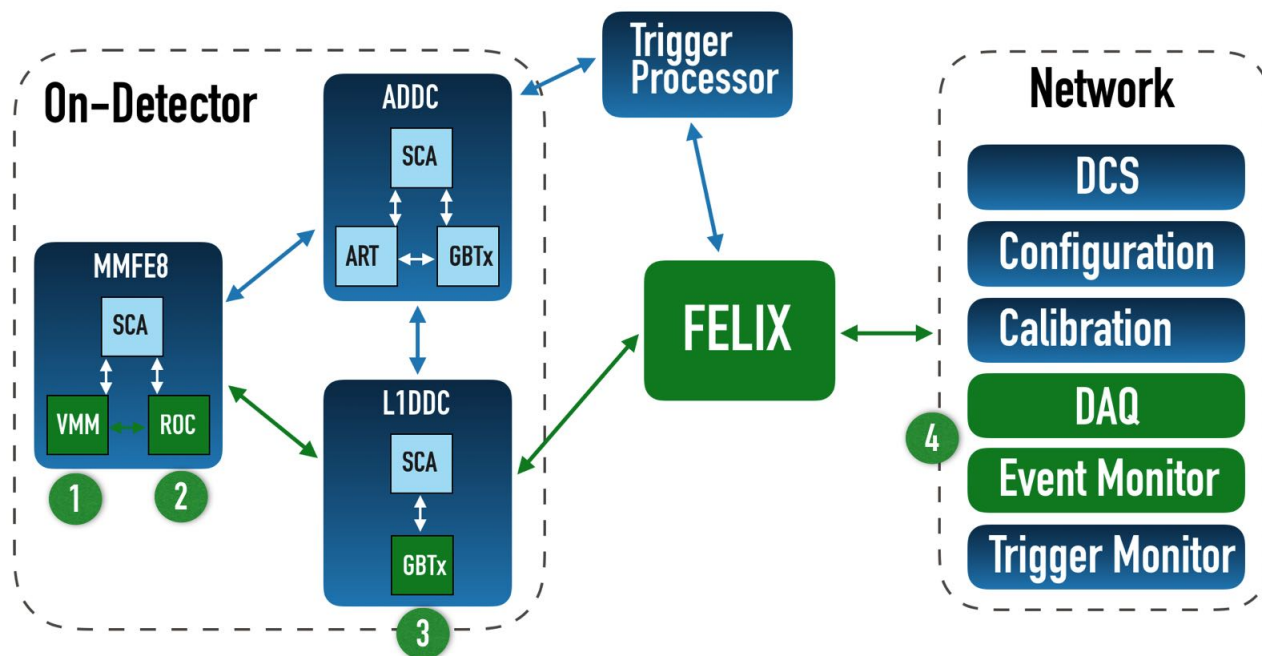 On-Detector
MMFE8
SCA
VMM
ROC
1
2
ADDC
SCA
ART
GBTx
L1DDC
SCA
GBTx
3
Trigger
Processor
FELIX
Network
DCS
Configuration
Calibration
DAQ
4
Event Monitor
Trigger Monitor